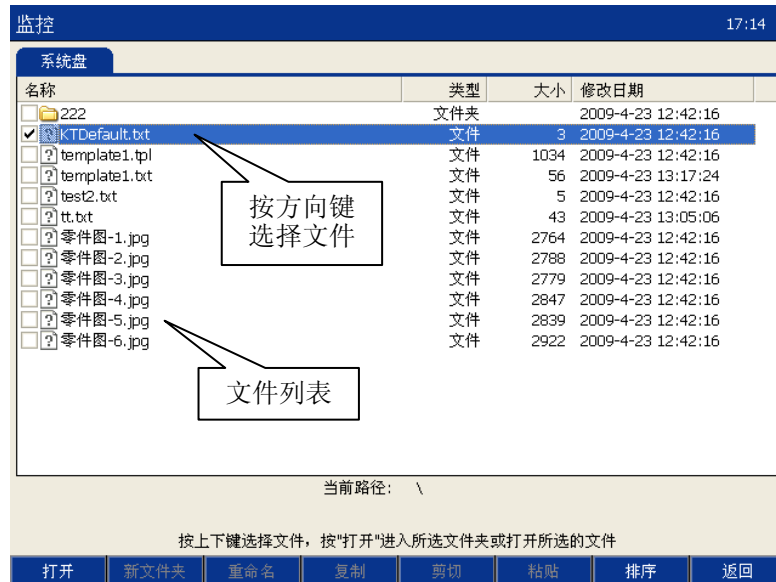 监控 17:14
系统盘
名称 类型 大小 修改日期
222 文件夹 2009-4-23 12:42:16
KTDefault.txt 文件 3 2009-4-23 12:42:16
template1.tpl 文件 1034 2009-4-23 12:42:16
template1.txt 文件 56 2009-4-23 13:17:24
test2.txt 文件 5 2009-4-23 12:42:16
tt.txt 文件 43 2009-4-23 13:05:06
零件图-1.jpg 文件 2764 2009-4-23 12:42:16
零件图-2.jpg 文件 2788 2009-4-23 12:42:16
零件图-3.jpg 文件 2779 2009-4-23 12:42:16
零件图-4.jpg 文件 2847 2009-4-23 12:42:16
零件图-5.jpg 文件 2839 2009-4-23 12:42:16
零件图-6.jpg 文件 2922 2009-4-23 12:42:16
按方向键
选择文件
文件列表
当前路径: \
按上下键选择文件，按"打开"进入所选文件夹或打开所选的文件
打开 新文件夹 重命名 复制 剪切 粘贴 排序 返回